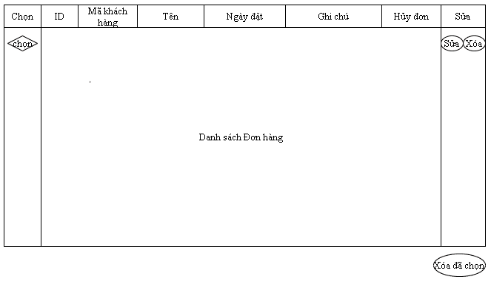 Chọn ID Mã khách hàng Tên Ngày đặt Ghi chú Hủy đơn Sửa
chọn Sửa Xóa
Danh sách Đơn hàng
Xóa đã chọn